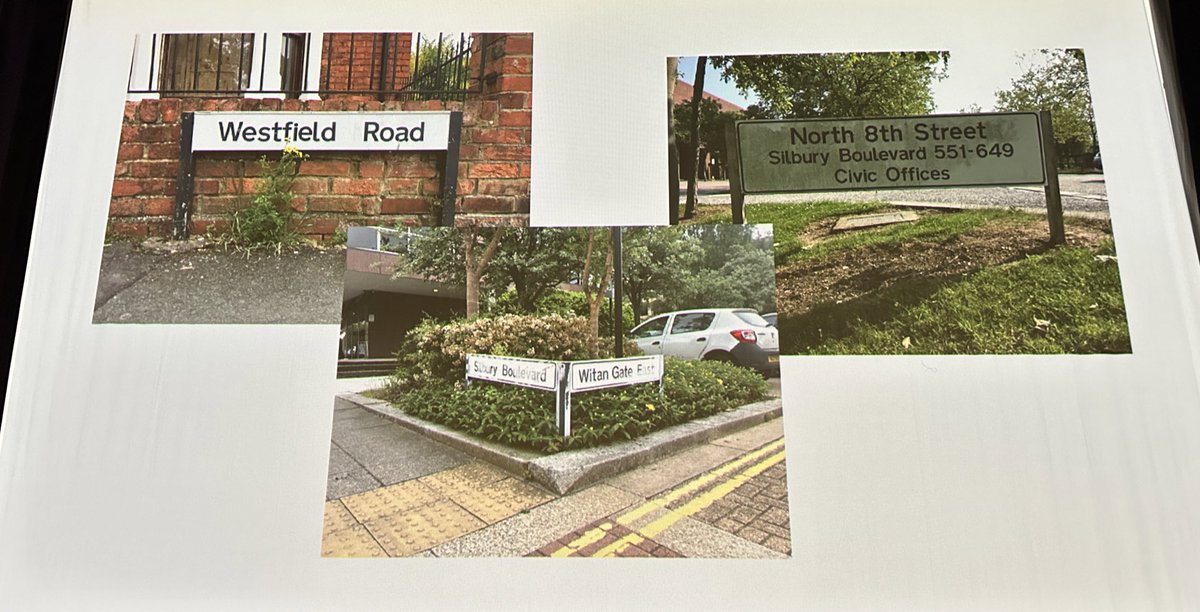 Westfield Road
North 8th Street
Silbury Boulevard 551-649
Civic Offices
Silbury Boulevard
Witan Gate East